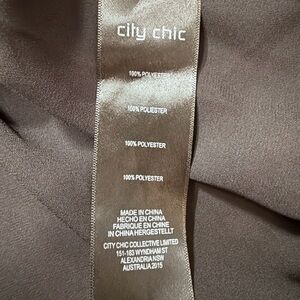 city chic
100% POLYESTER
100% POLIESTER
100% POLYESTER
100% POLYESTER
MADE IN CHINA
HECHO EN CHINA
FABRIQUE EN CHINE
IN CHINA HERGESTELLT
CITY CHIC COLLECTIVE LIMITED
151-163 WYNDHAM ST
ALEXANDRIA NSW
AUSTRALIA 2015